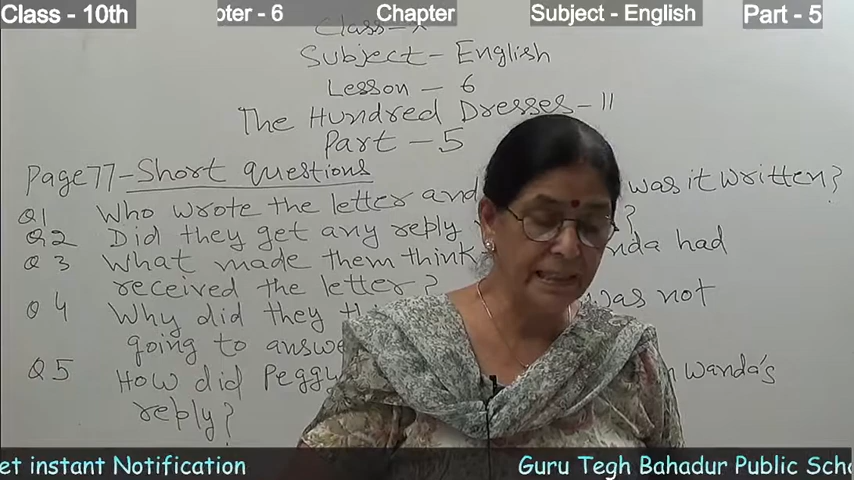 Class - 10th
pter - 6
Chapter
Subject - English
Part - 5
Class - X
Subject - English
Lesson - 6
The Hundred Dresses - II
Part - 5
Page 77 - Short questions
Q1 Who wrote the letter and was it written?
Q2 Did they get any reply ?
Q3 What made them think had
received the letter?
Q4 Why did they was not
going to
Q5 How did Peggy wanda's
reply?
et instant Notification
Guru Tegh Bahadur Public Scho